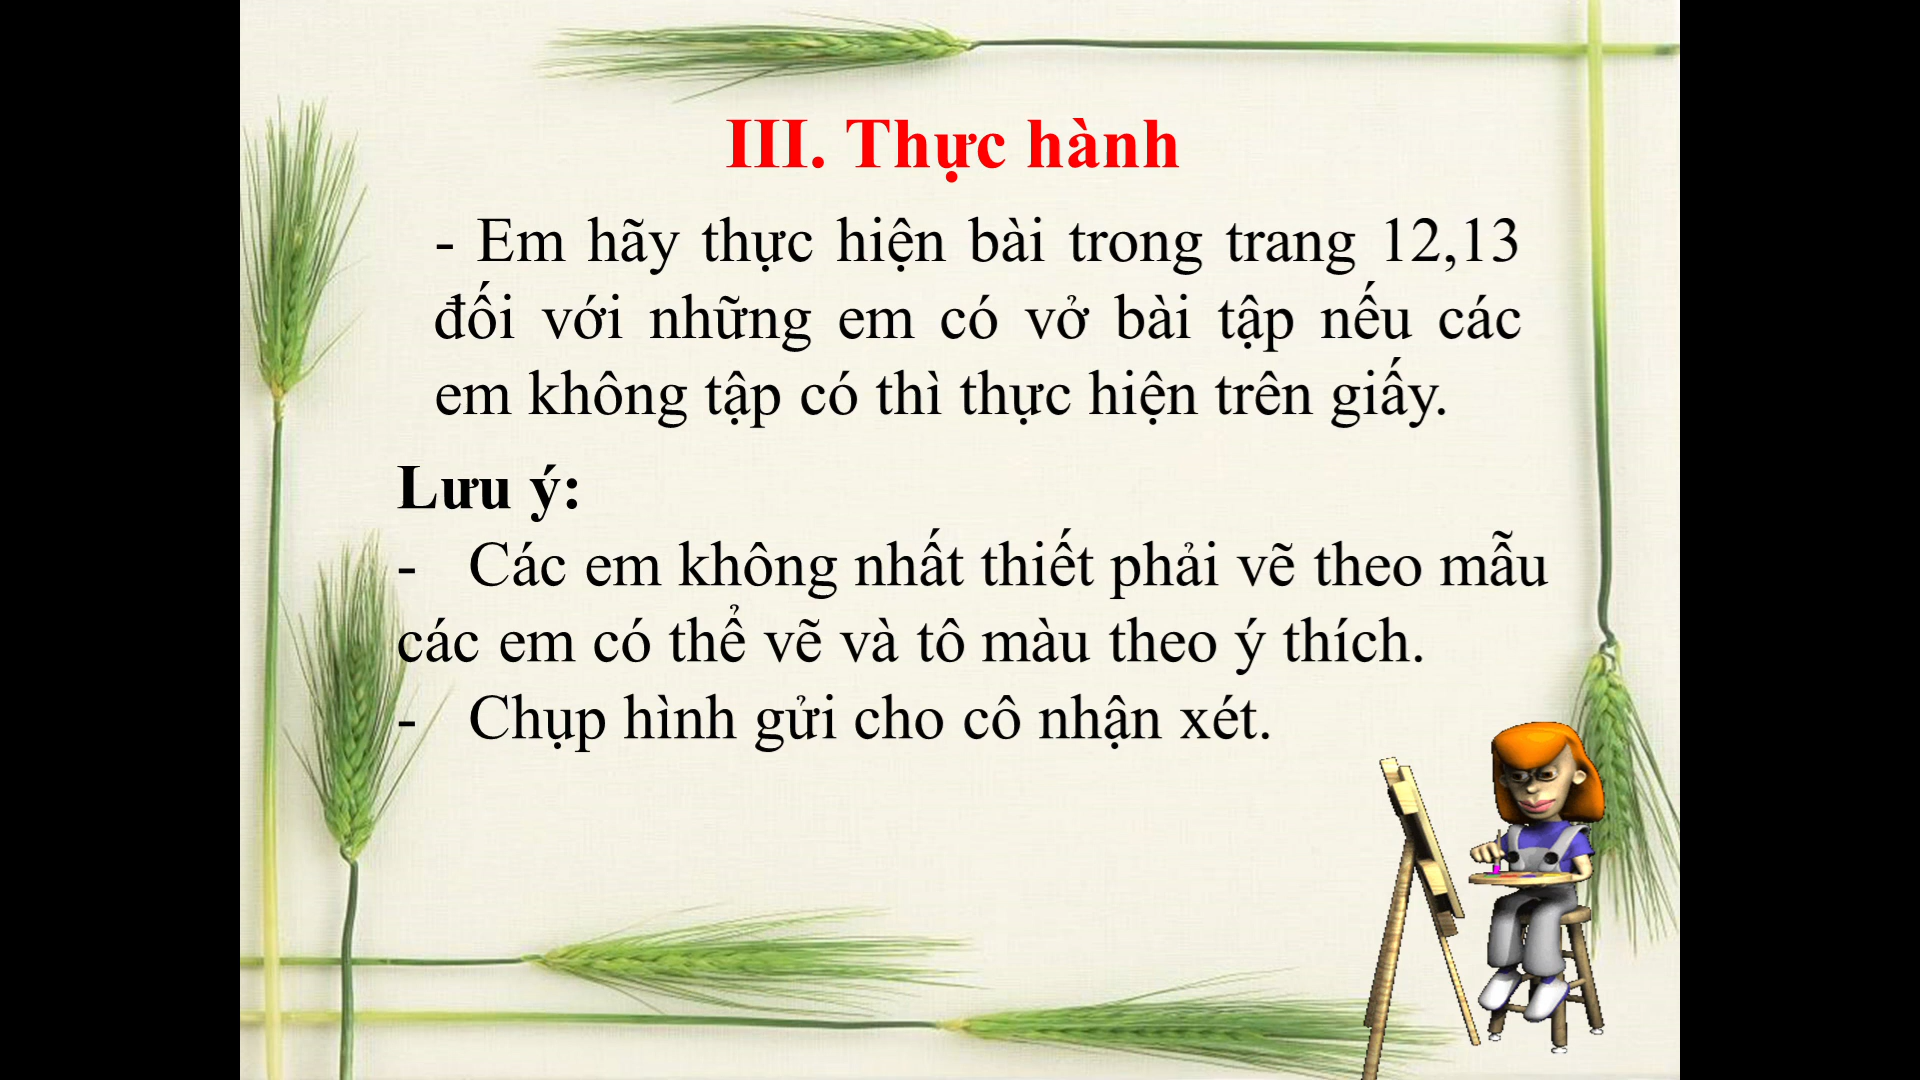 III. Thực hành
- Em hãy thực hiện bài trong trang 12,13
đối với những em có vở bài tập nếu các
em không tập có thì thực hiện trên giấy.
Lưu ý:
- Các em không nhất thiết phải vẽ theo mẫu
các em có thể vẽ và tô màu theo ý thích.
- Chụp hình gửi cho cô nhận xét.